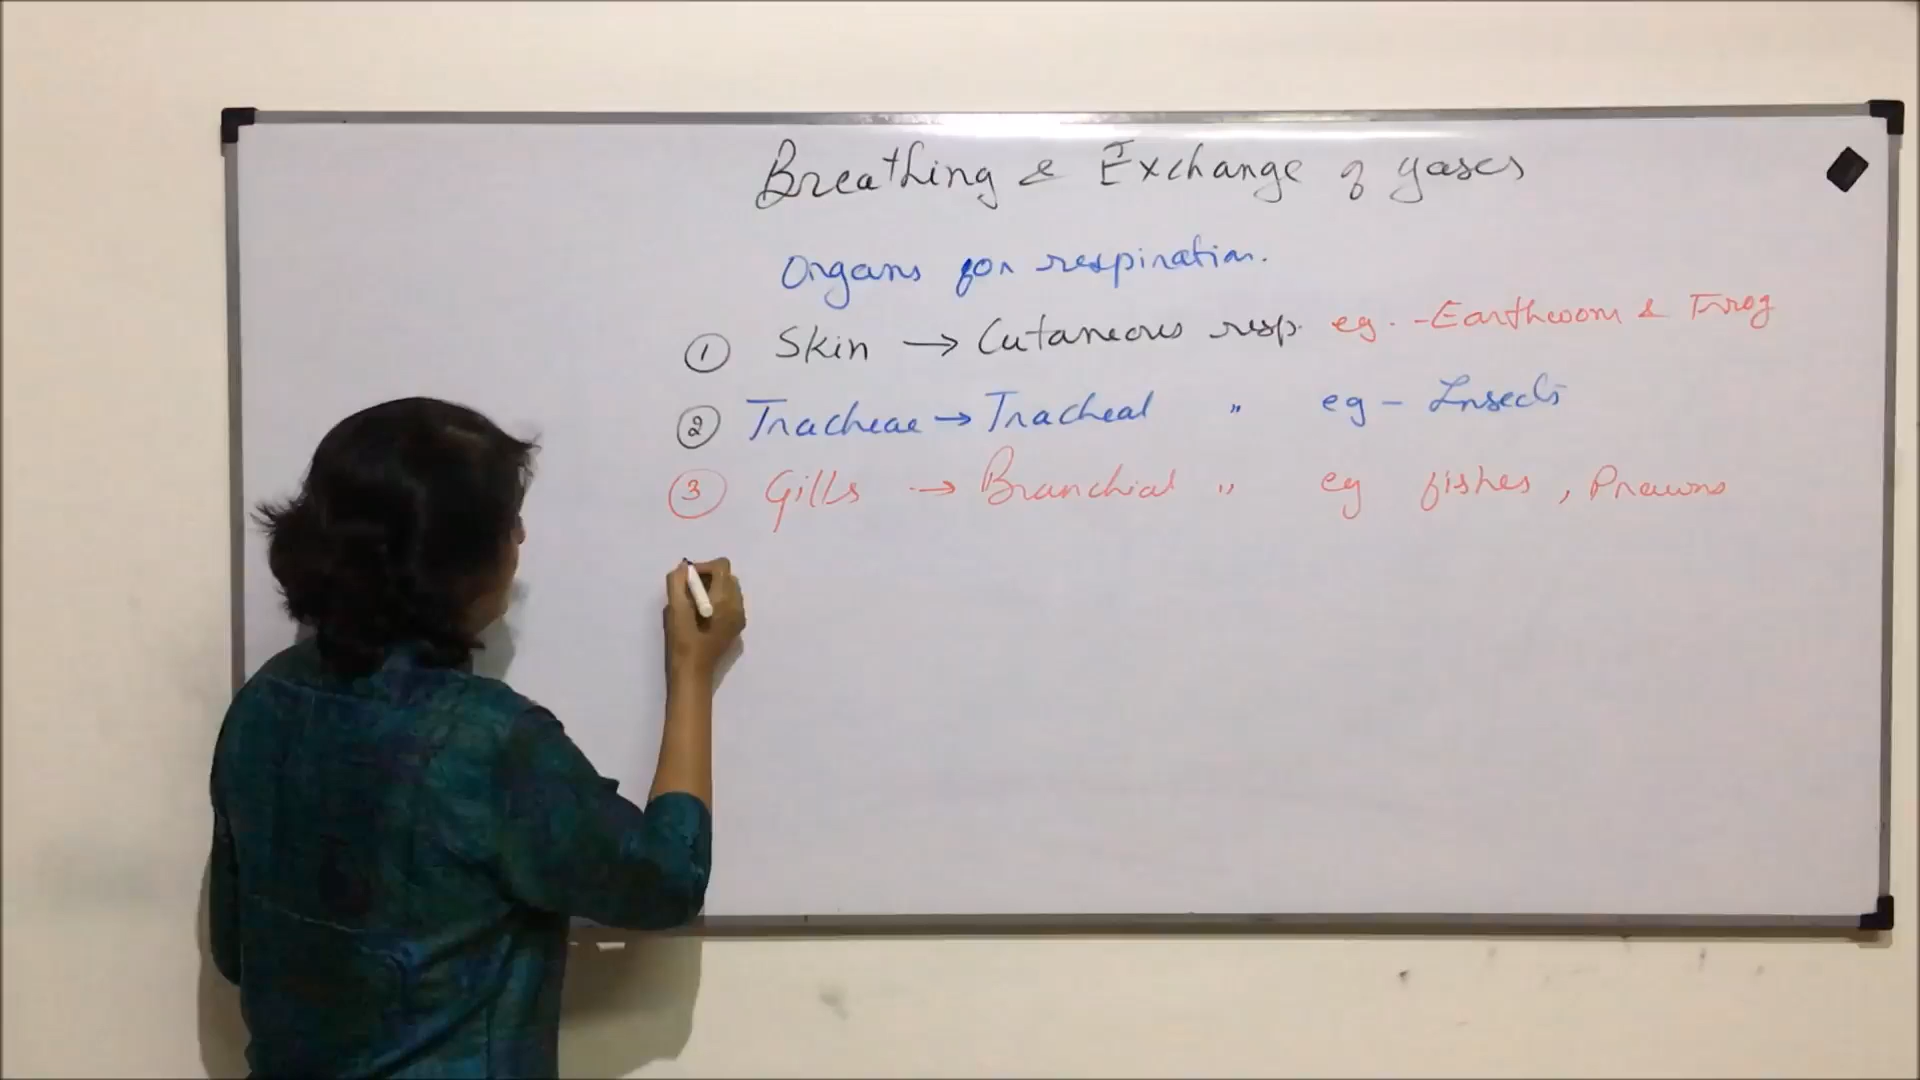 Breathing & Exchange of gases
Organs for respiration.
① Skin → Cutaneous resp. eg. - Earthworm & Frog
② Tracheae → Tracheal " eg - Insects
③ Gills → Branchial " eg fishes, Prawns